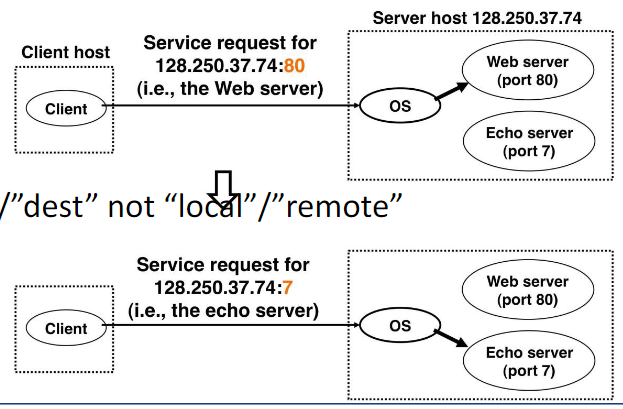 Server host 128.250.37.74
Client host
Service request for
128.250.37.74:80
(i.e., the Web server)
Client
OS
Web server
(port 80)
Echo server
(port 7)
/”dest” not “local”/”remote”
Service request for
128.250.37.74:7
(i.e., the echo server)
Client
OS
Web server
(port 80)
Echo server
(port 7)